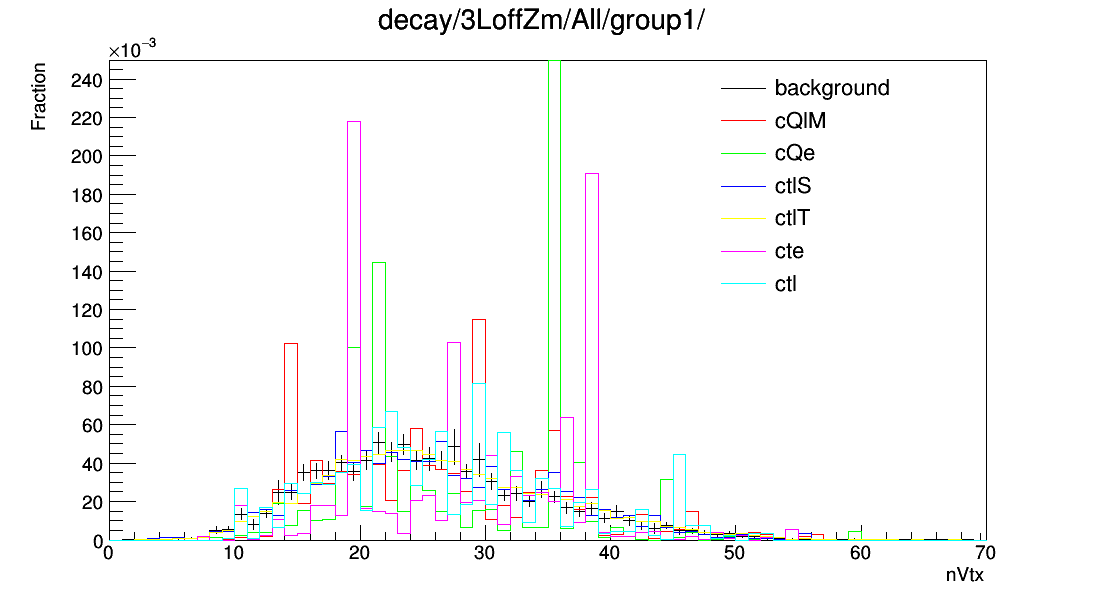 decay/3LoffZm/All/group1/
×10⁻³
Fraction
240
220
200
180
160
140
120
100
80
60
40
20
0
background
cQlM
cQe
ctlS
ctlT
cte
ctl
0 10 20 30 40 50 60 70
nVtx